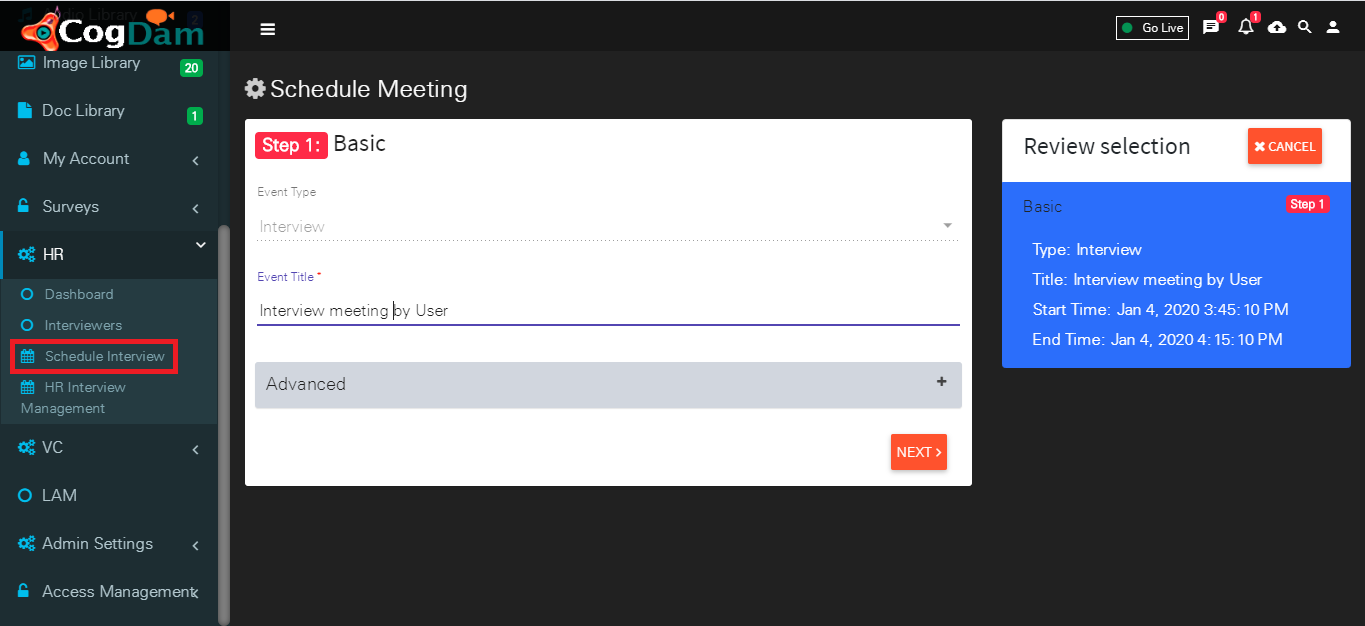 Audio Library
2
CogDam
Go Live
0
1
Image Library
20
Doc Library
1
My Account
Surveys
HR
Dashboard
Interviewers
Schedule Interview
HR Interview
Management
VC
LAM
Admin Settings
Access Management
Schedule Meeting
Step 1: Basic
Event Type
Interview
Event Title *
Interview meeting by User
Advanced
+
NEXT
Review selection
CANCEL
Basic
Step 1
Type: Interview
Title: Interview meeting by User
Start Time: Jan 4, 2020 3:45:10 PM
End Time: Jan 4, 2020 4:15:10 PM